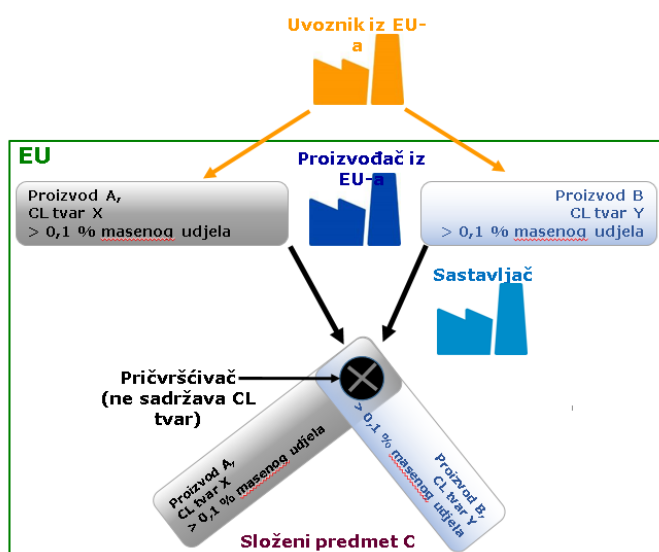 Uvoznik iz EU-
a
EU
Proizvođač iz
EU-a
Proizvod A,
CL tvar X
> 0,1 % masenog udjela
Proizvod B
CL tvar Y
> 0,1 % masenog udjela
Sastavljač
Pričvršćivač
(ne sadržava CL
tvar)
Proizvod A,
CL tvar X
> 0,1 % masenog udjela
Proizvod B,
CL tvar Y
> 0,1 % masenog udjela
Složeni predmet C